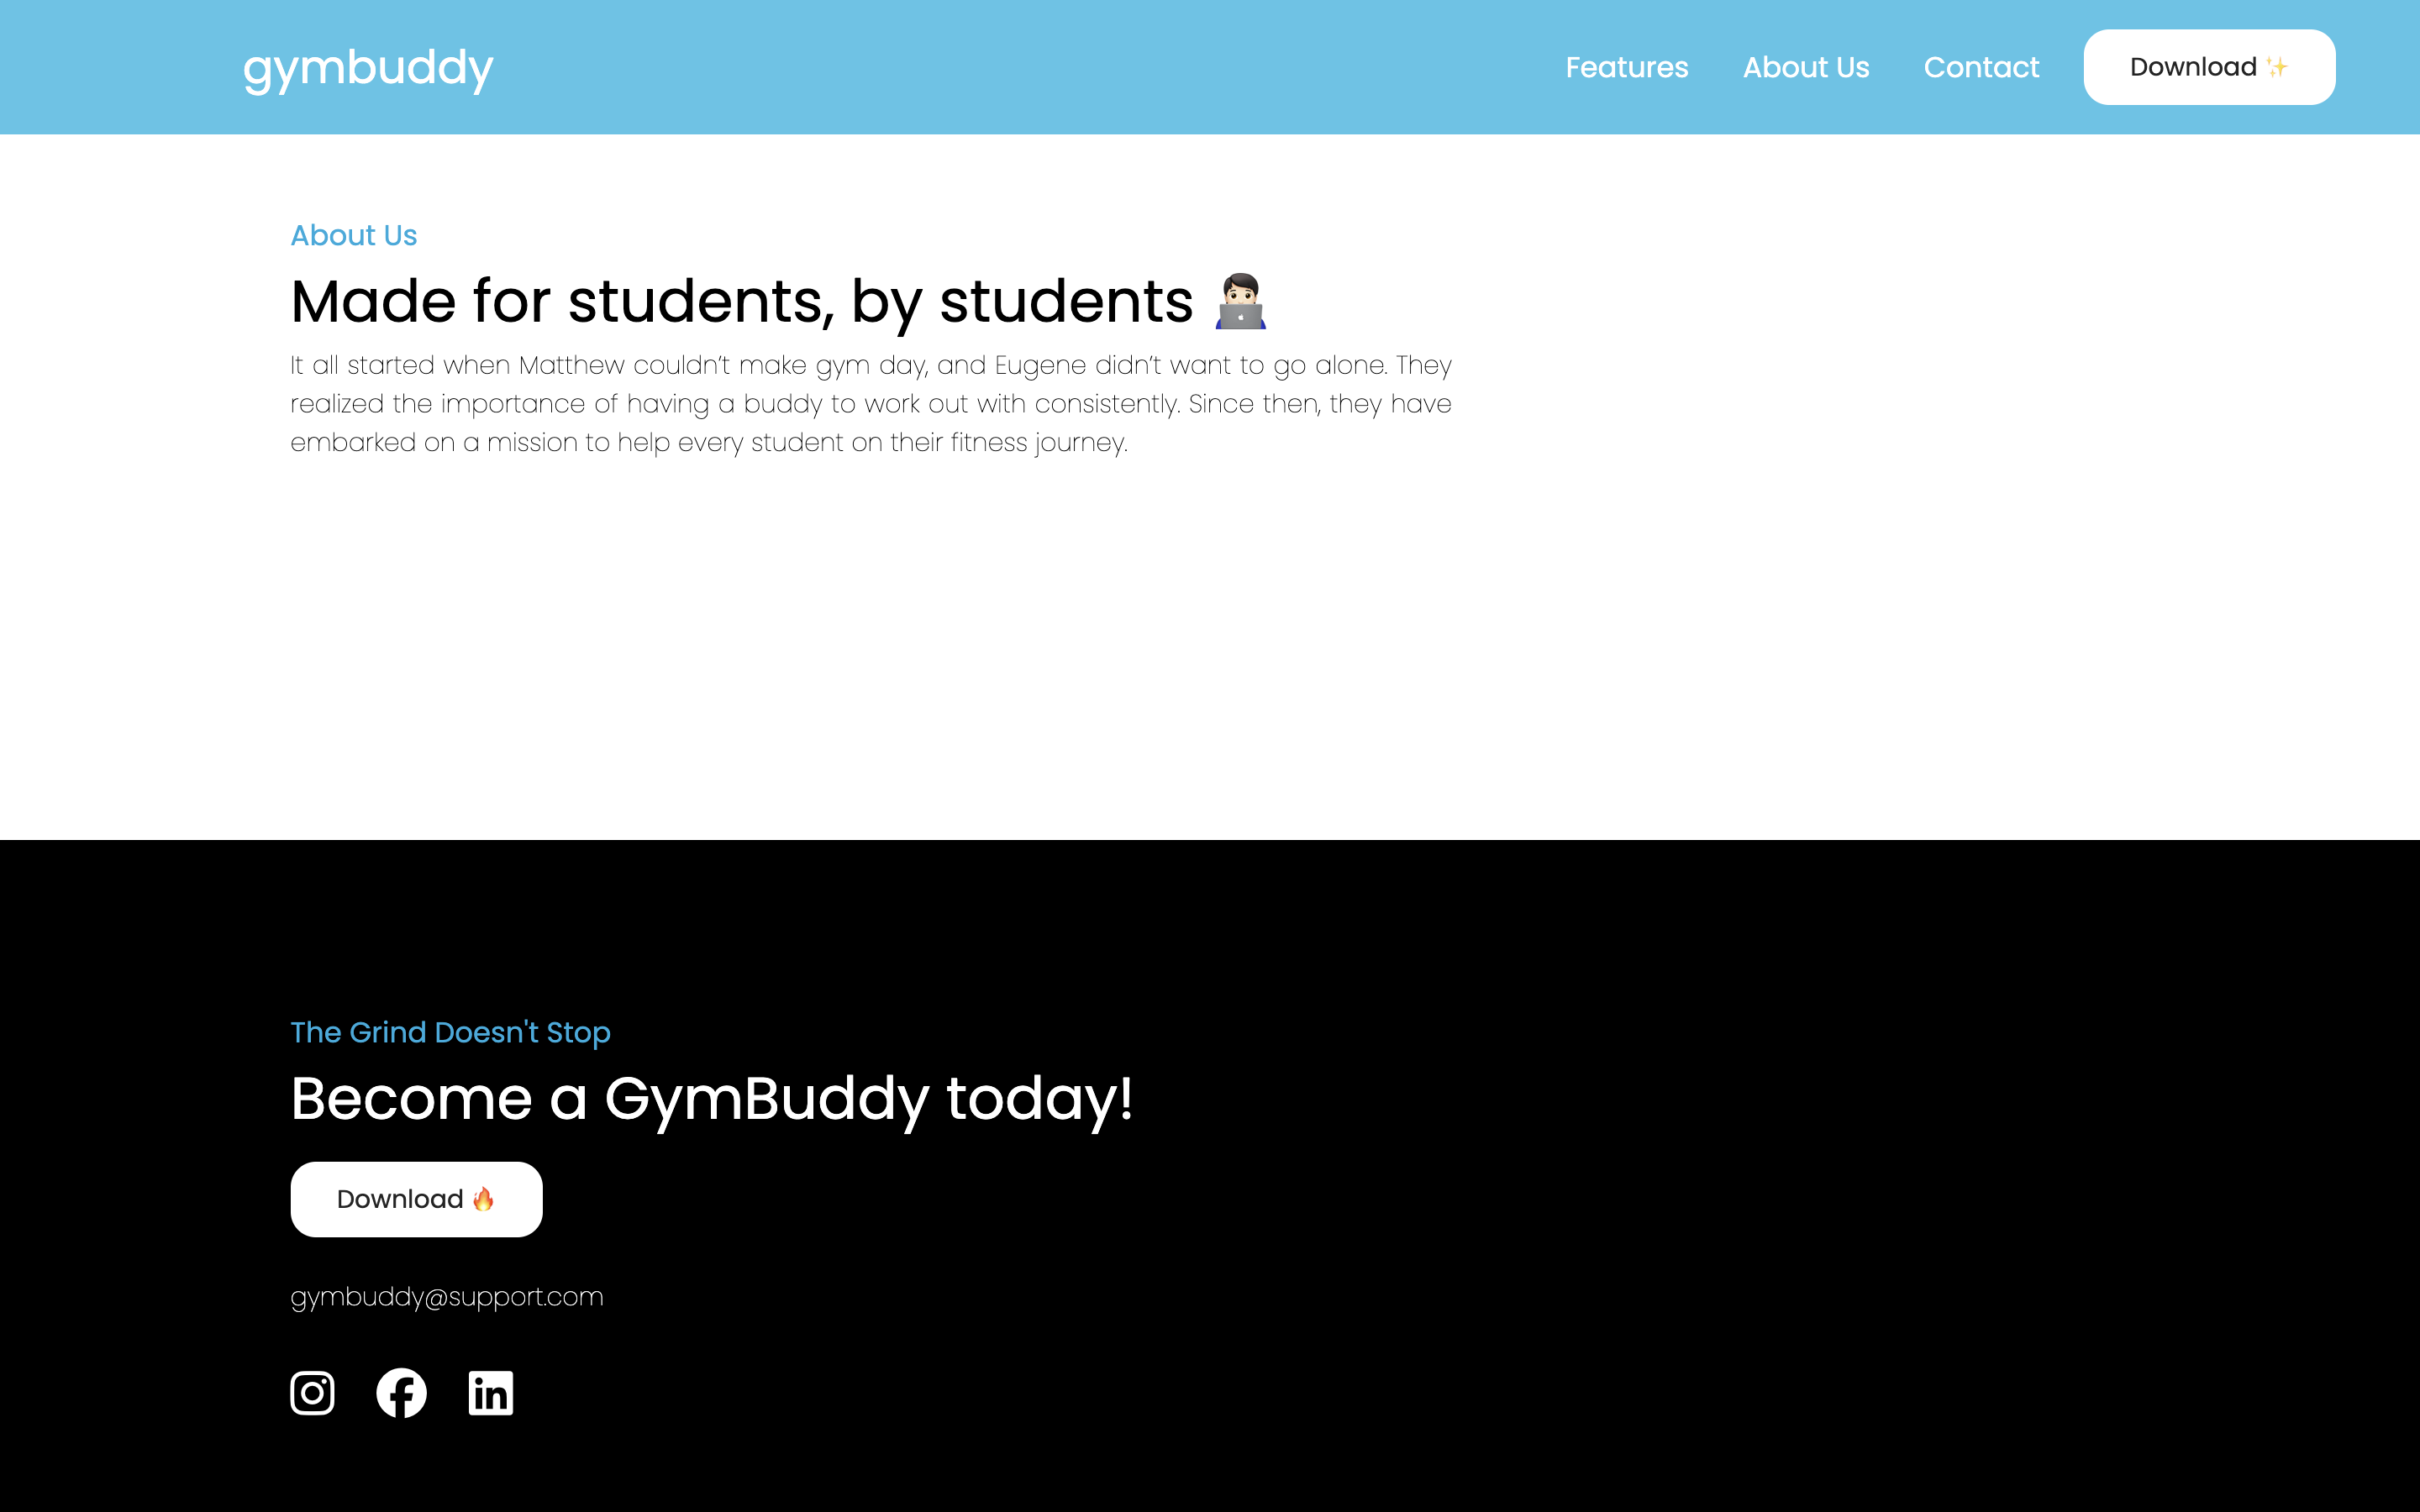 gymbuddy
Features
About Us
Contact
Download ✨
About Us
Made for students, by students 🧑🏻‍💻
It all started when Matthew couldn’t make gym day, and Eugene didn’t want to go alone. They
realized the importance of having a buddy to work out with consistently. Since then, they have
embarked on a mission to help every student on their fitness journey.
The Grind Doesn't Stop
Become a GymBuddy today!
Download 🔥
gymbuddy@support.com